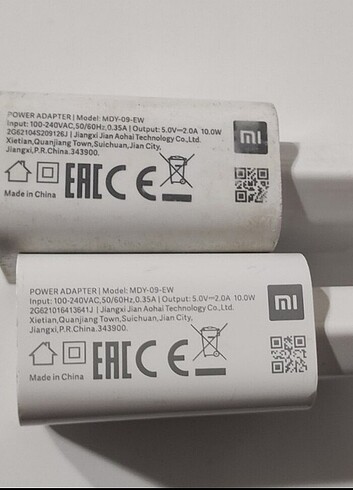 POWER ADAPTER | Model: MDY-09-EW
Input: 100-240VAC,50/60Hz,0.35A | Output: 5.0V⎓2.0A 10.0W
2G62104S209126J | Jiangxi Jian Aohai Technology Co.,Ltd.
Xietian,Quanjiang Town,Suichuan,Jian City,
Jiangxi,P.R.China.343900.
mi
EAC CE
Made in China
POWER ADAPTER | Model: MDY-09-EW
Input: 100-240VAC,50/60Hz,0.35A | Output: 5.0V⎓2.0A 10.0W
2G621016413641J | Jiangxi Jian Aohai Technology Co.,Ltd.
Xietian,Quanjiang Town,Suichuan,Jian City,
Jiangxi,P.R.China.343900.
mi
EAC CE
Made in China